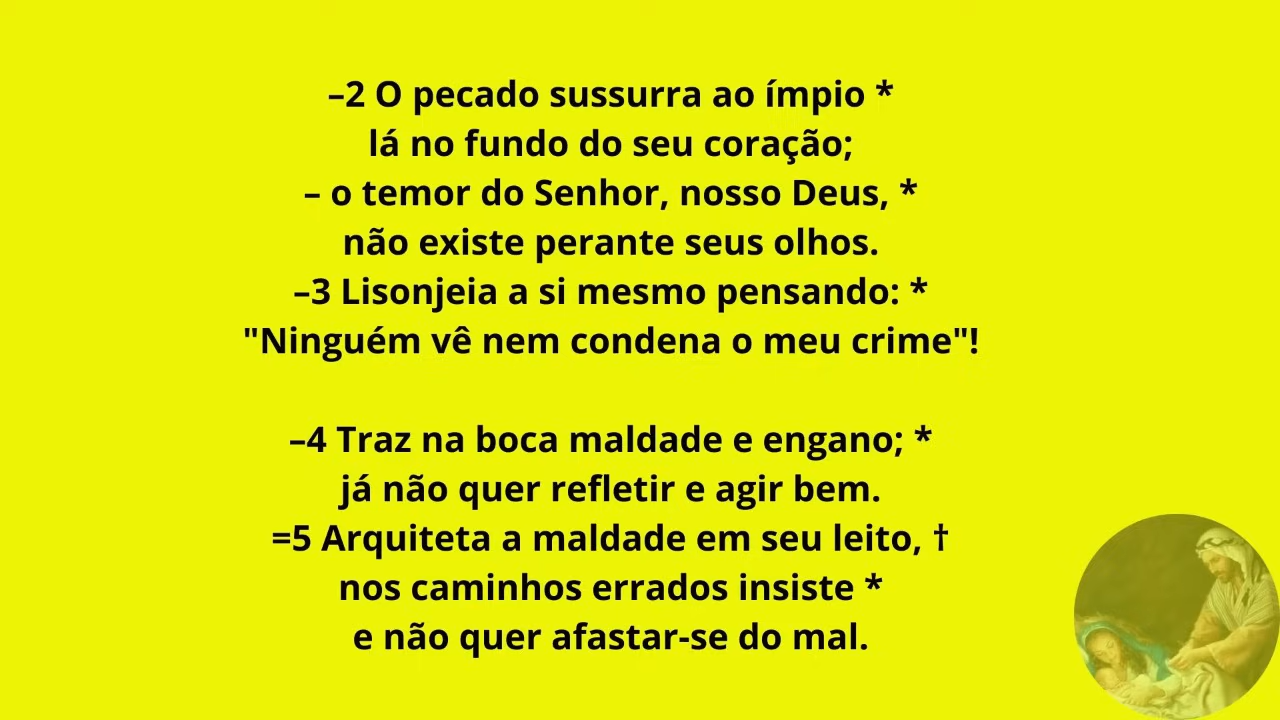 –2 O pecado sussurra ao ímpio *
lá no fundo do seu coração;
– o temor do Senhor, nosso Deus, *
não existe perante seus olhos.
–3 Lisonjeia a si mesmo pensando: *
"Ninguém vê nem condena o meu crime"!
–4 Traz na boca maldade e engano; *
já não quer refletir e agir bem.
=5 Arquiteta a maldade em seu leito, †
nos caminhos errados insiste *
e não quer afastar-se do mal.